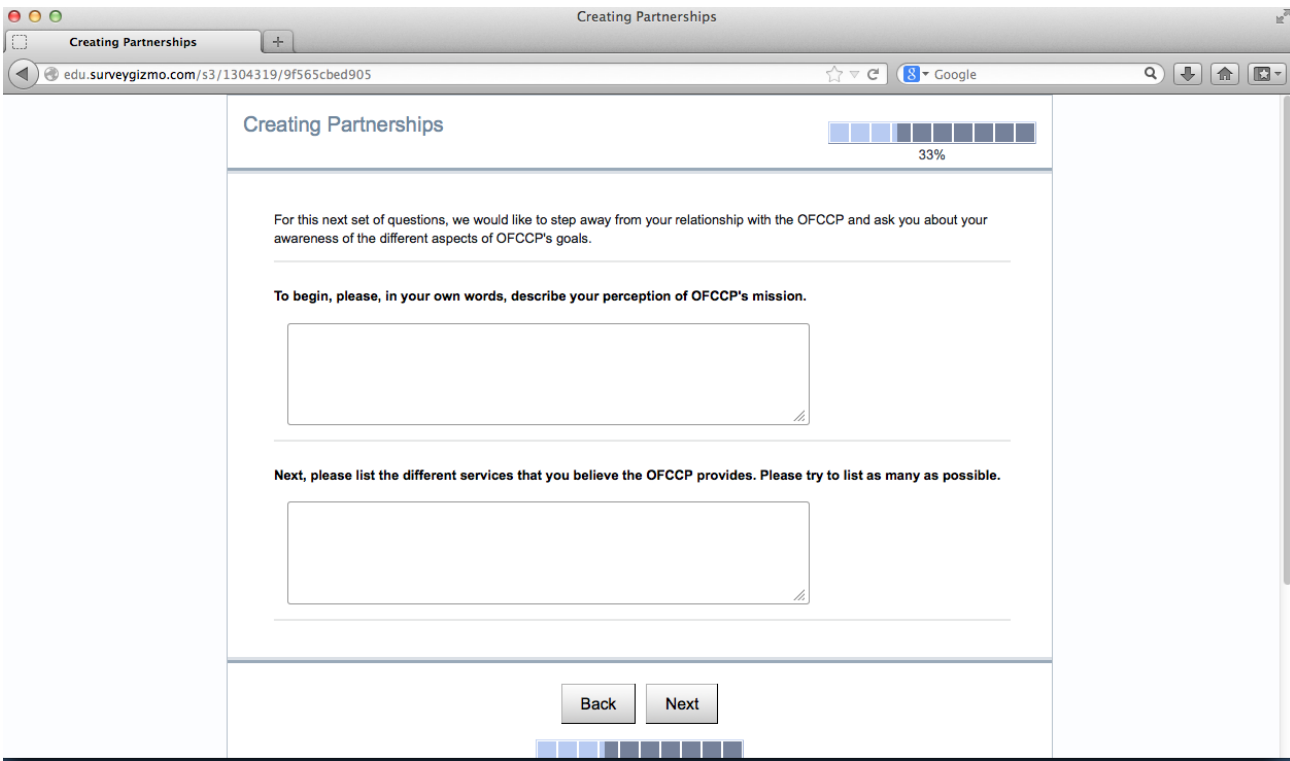 Creating Partnerships
Creating Partnerships
edu.surveygizmo.com/s3/1304319/9f565cbed905
Google
Creating Partnerships
33%
For this next set of questions, we would like to step away from your relationship with the OFCCP and ask you about your
awareness of the different aspects of OFCCP's goals.
To begin, please, in your own words, describe your perception of OFCCP's mission.
Next, please list the different services that you believe the OFCCP provides. Please try to list as many as possible.
Back Next